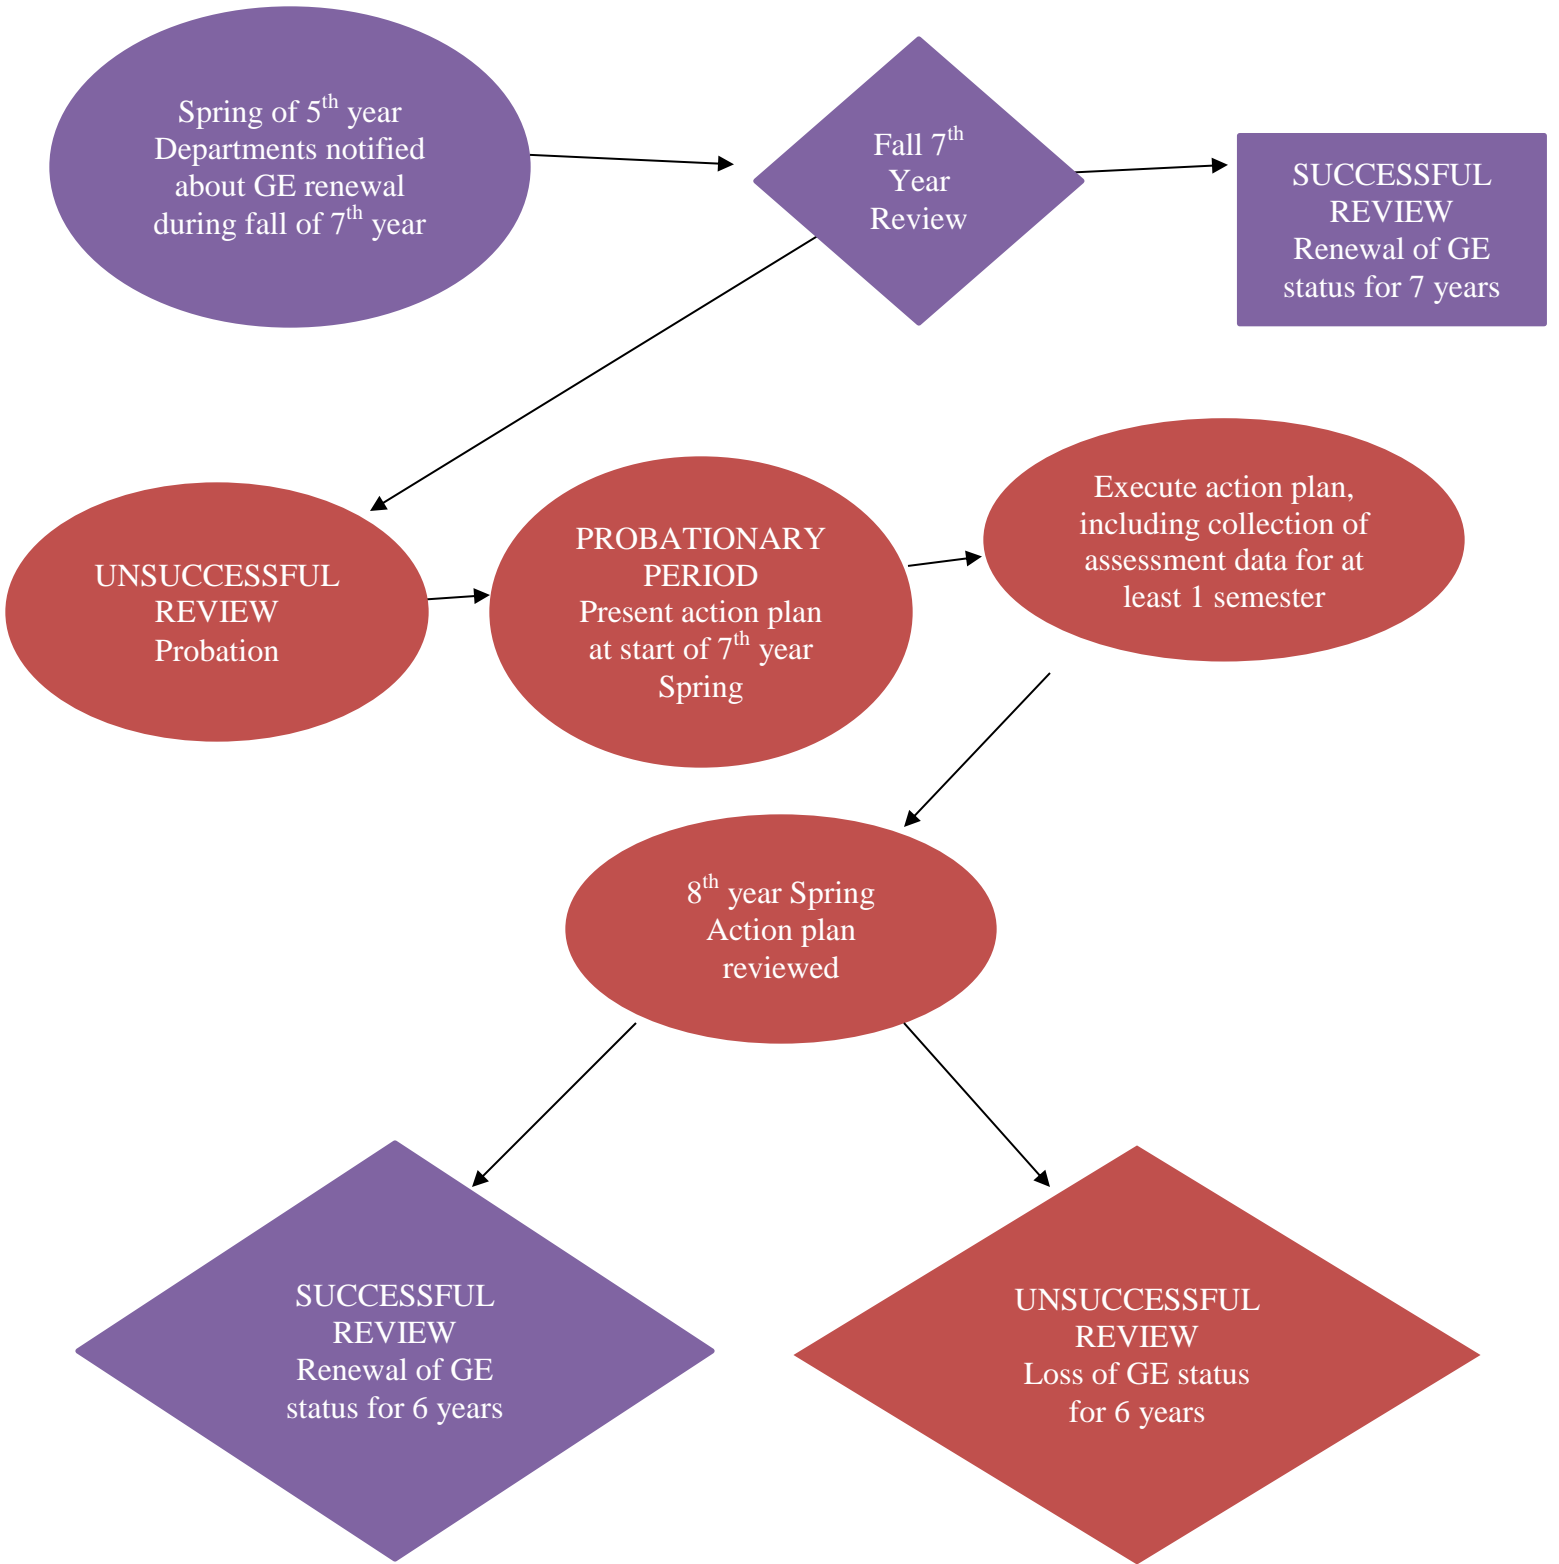 Spring of 5th year
Departments notified
about GE renewal
during fall of 7th year
Fall 7th
Year
Review
SUCCESSFUL
REVIEW
Renewal of GE
status for 7 years
UNSUCCESSFUL
REVIEW
Probation
PROBATIONARY
PERIOD
Present action plan
at start of 7th year
Spring
Execute action plan,
including collection of
assessment data for at
least 1 semester
8th year Spring
Action plan
reviewed
SUCCESSFUL
REVIEW
Renewal of GE
status for 6 years
UNSUCCESSFUL
REVIEW
Loss of GE status
for 6 years